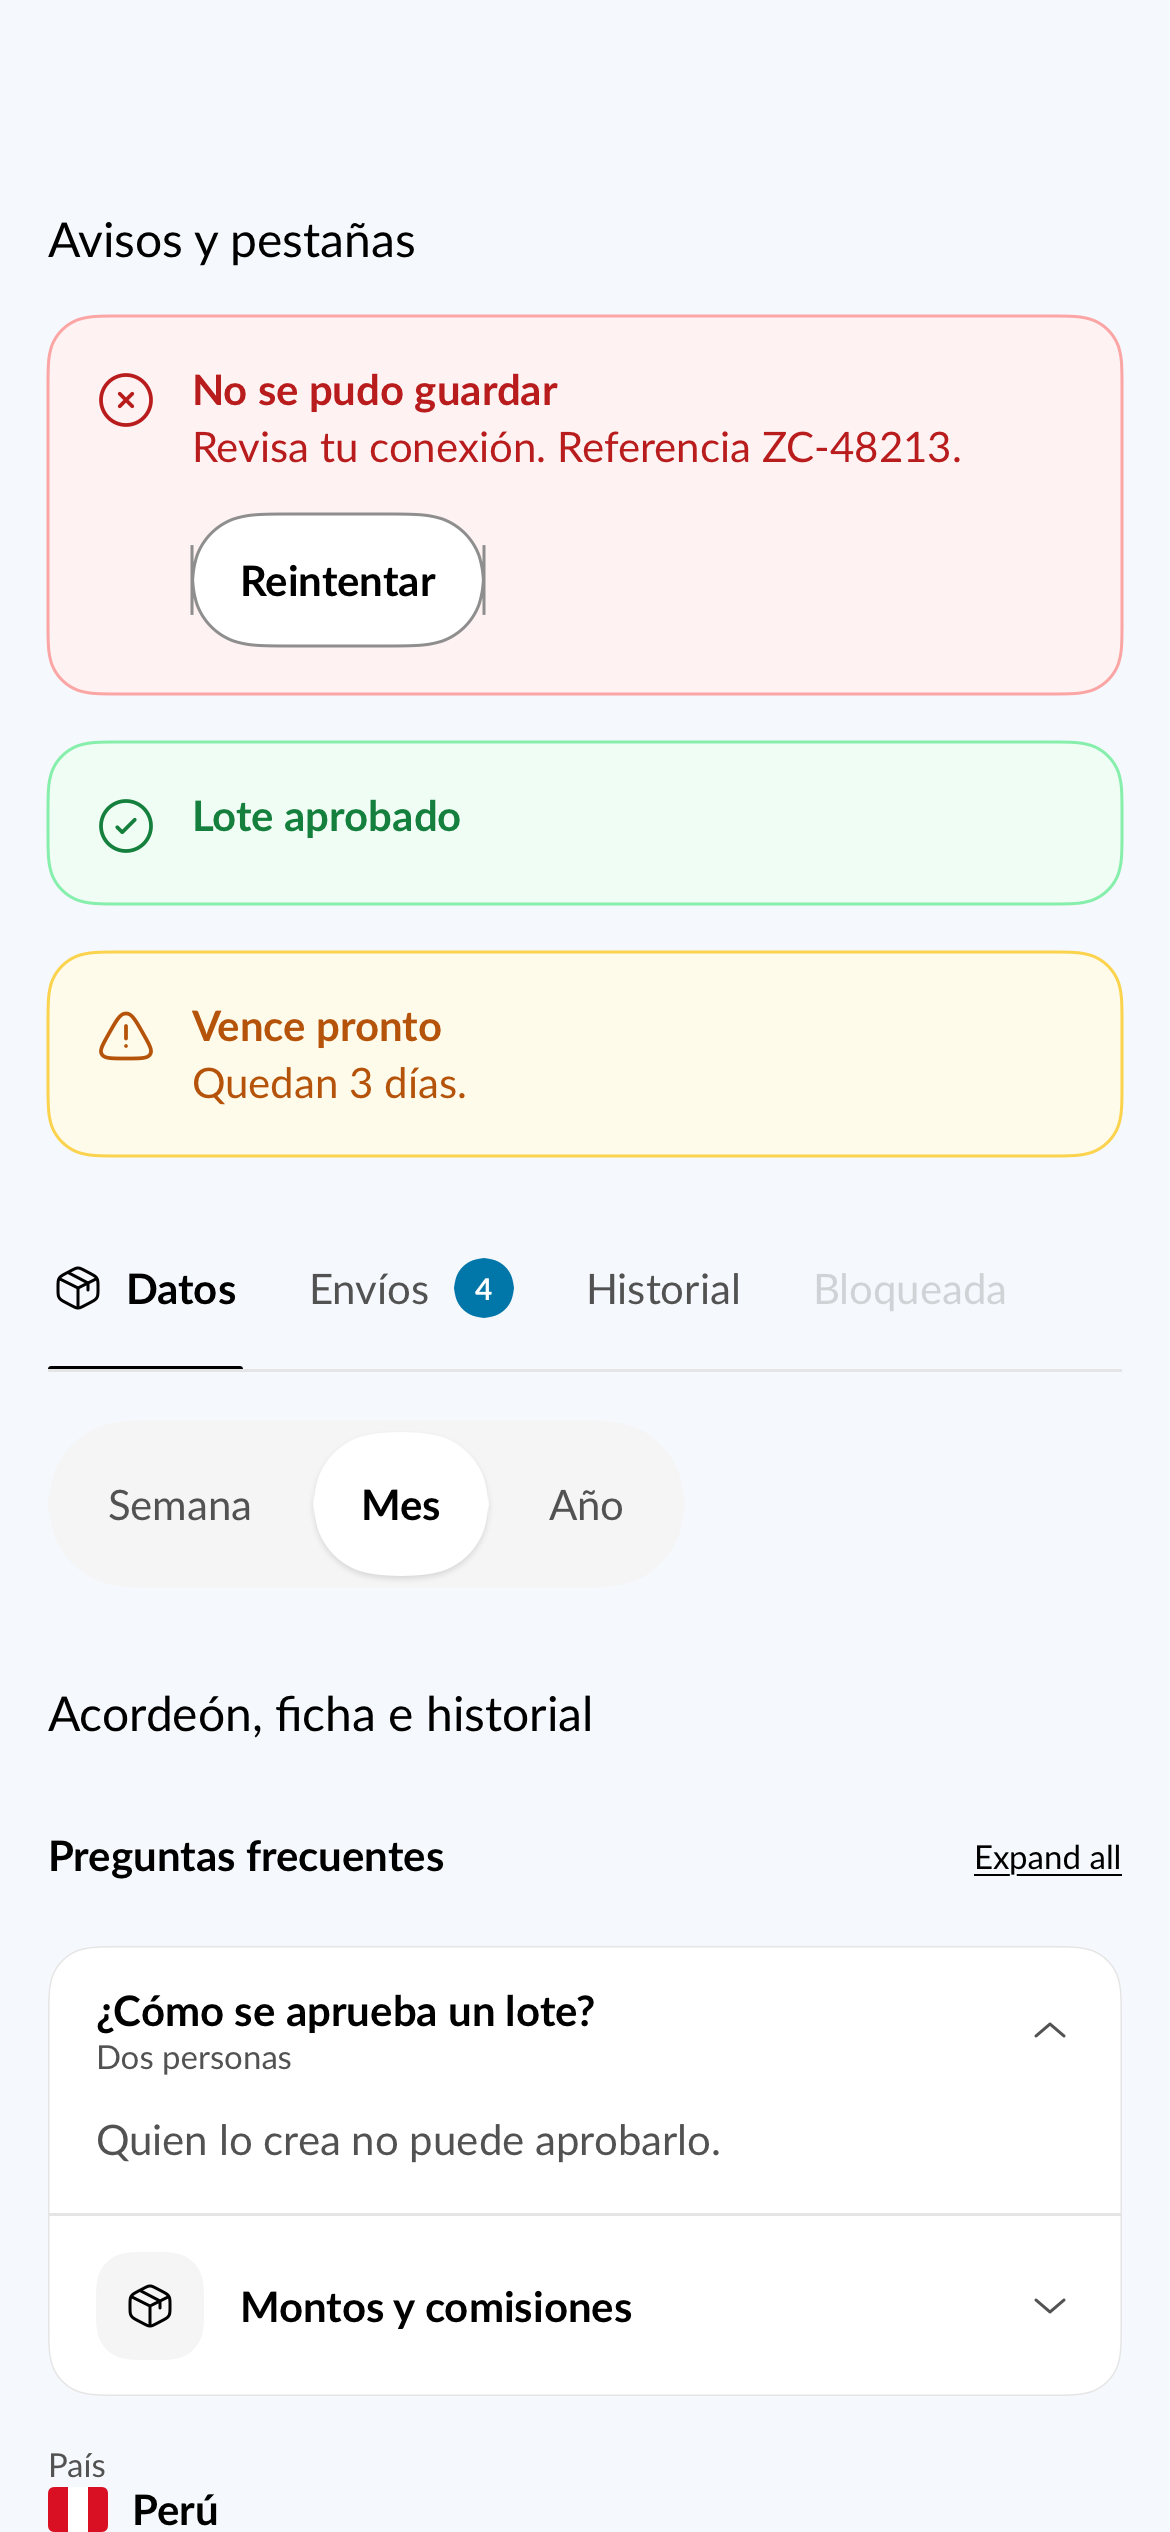 Avisos y pestañas
No se pudo guardar
Revisa tu conexión. Referencia ZC-48213.
Reintentar
Lote aprobado
Vence pronto
Quedan 3 días.
Datos Envíos 4 Historial Bloqueada
Semana Mes Año
Acordeón, ficha e historial
Preguntas frecuentes Expand all
¿Cómo se aprueba un lote?
Dos personas
Quien lo crea no puede aprobarlo.
Montos y comisiones
País
Perú